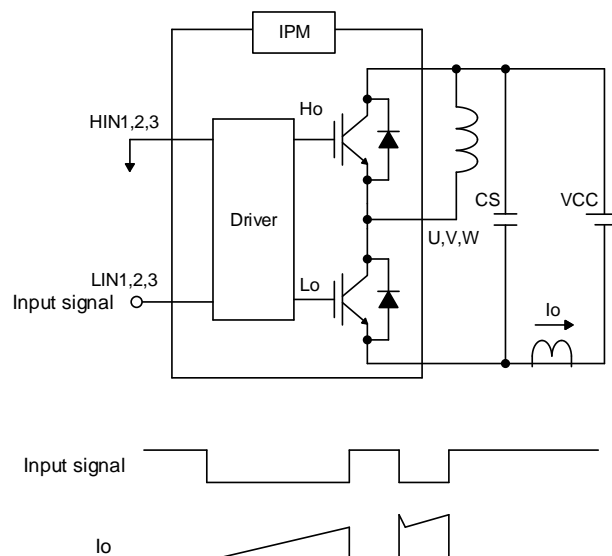 IPM
Ho
HIN1,2,3
Driver
CS
VCC
U,V,W
LIN1,2,3
Lo
Input signal
Io
Input signal
Io